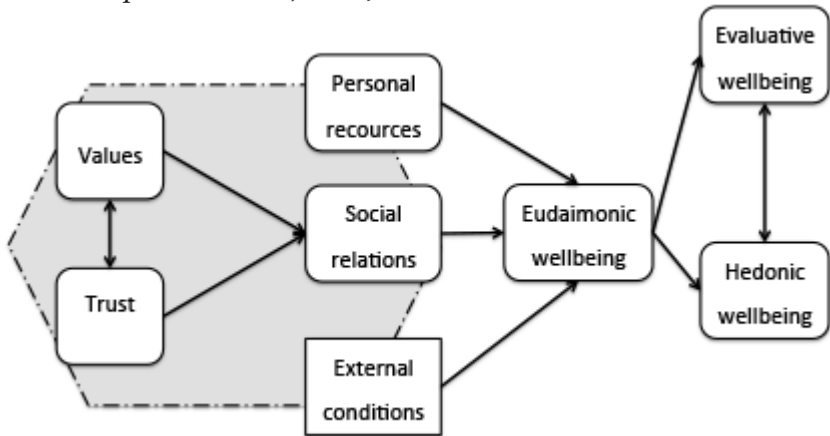 Values
Trust
Personal
recources
Social
relations
External
conditions
Eudaimonic
wellbeing
Evaluative
wellbeing
Hedonic
wellbeing